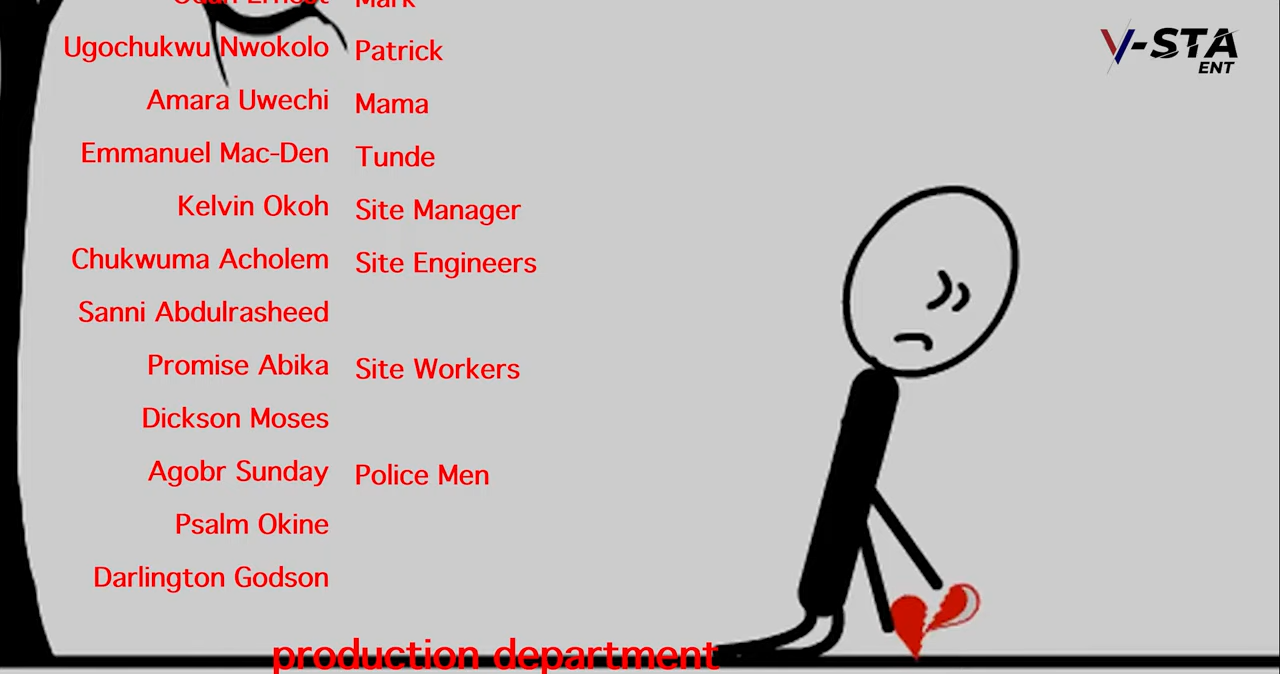 Mark
Ugochukwu Nwokolo Patrick
Amara Uwechi Mama
Emmanuel Mac-Den Tunde
Kelvin Okoh Site Manager
Chukwuma Acholem Site Engineers
Sanni Abdulrasheed
Promise Abika Site Workers
Dickson Moses
Agobr Sunday Police Men
Psalm Okine
Darlington Godson
production department
V-STA
ENT